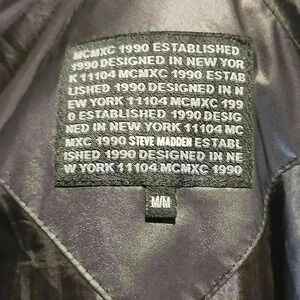 MCMXC 1990 ESTABLISHED
1990 DESIGNED IN NEW YOR
K 11104 MCMXC 1990 ESTAB
LISHED 1990 DESIGNED IN N
EW YORK 11104 MCMXC 199
0 ESTABLISHED 1990 DESIG
NED IN NEW YORK 11104 MC
MXC 1990 STEVE MADDEN ESTABL
ISHED 1990 DESIGNED IN NE
W YORK 11104 MCMXC 1990
M/M